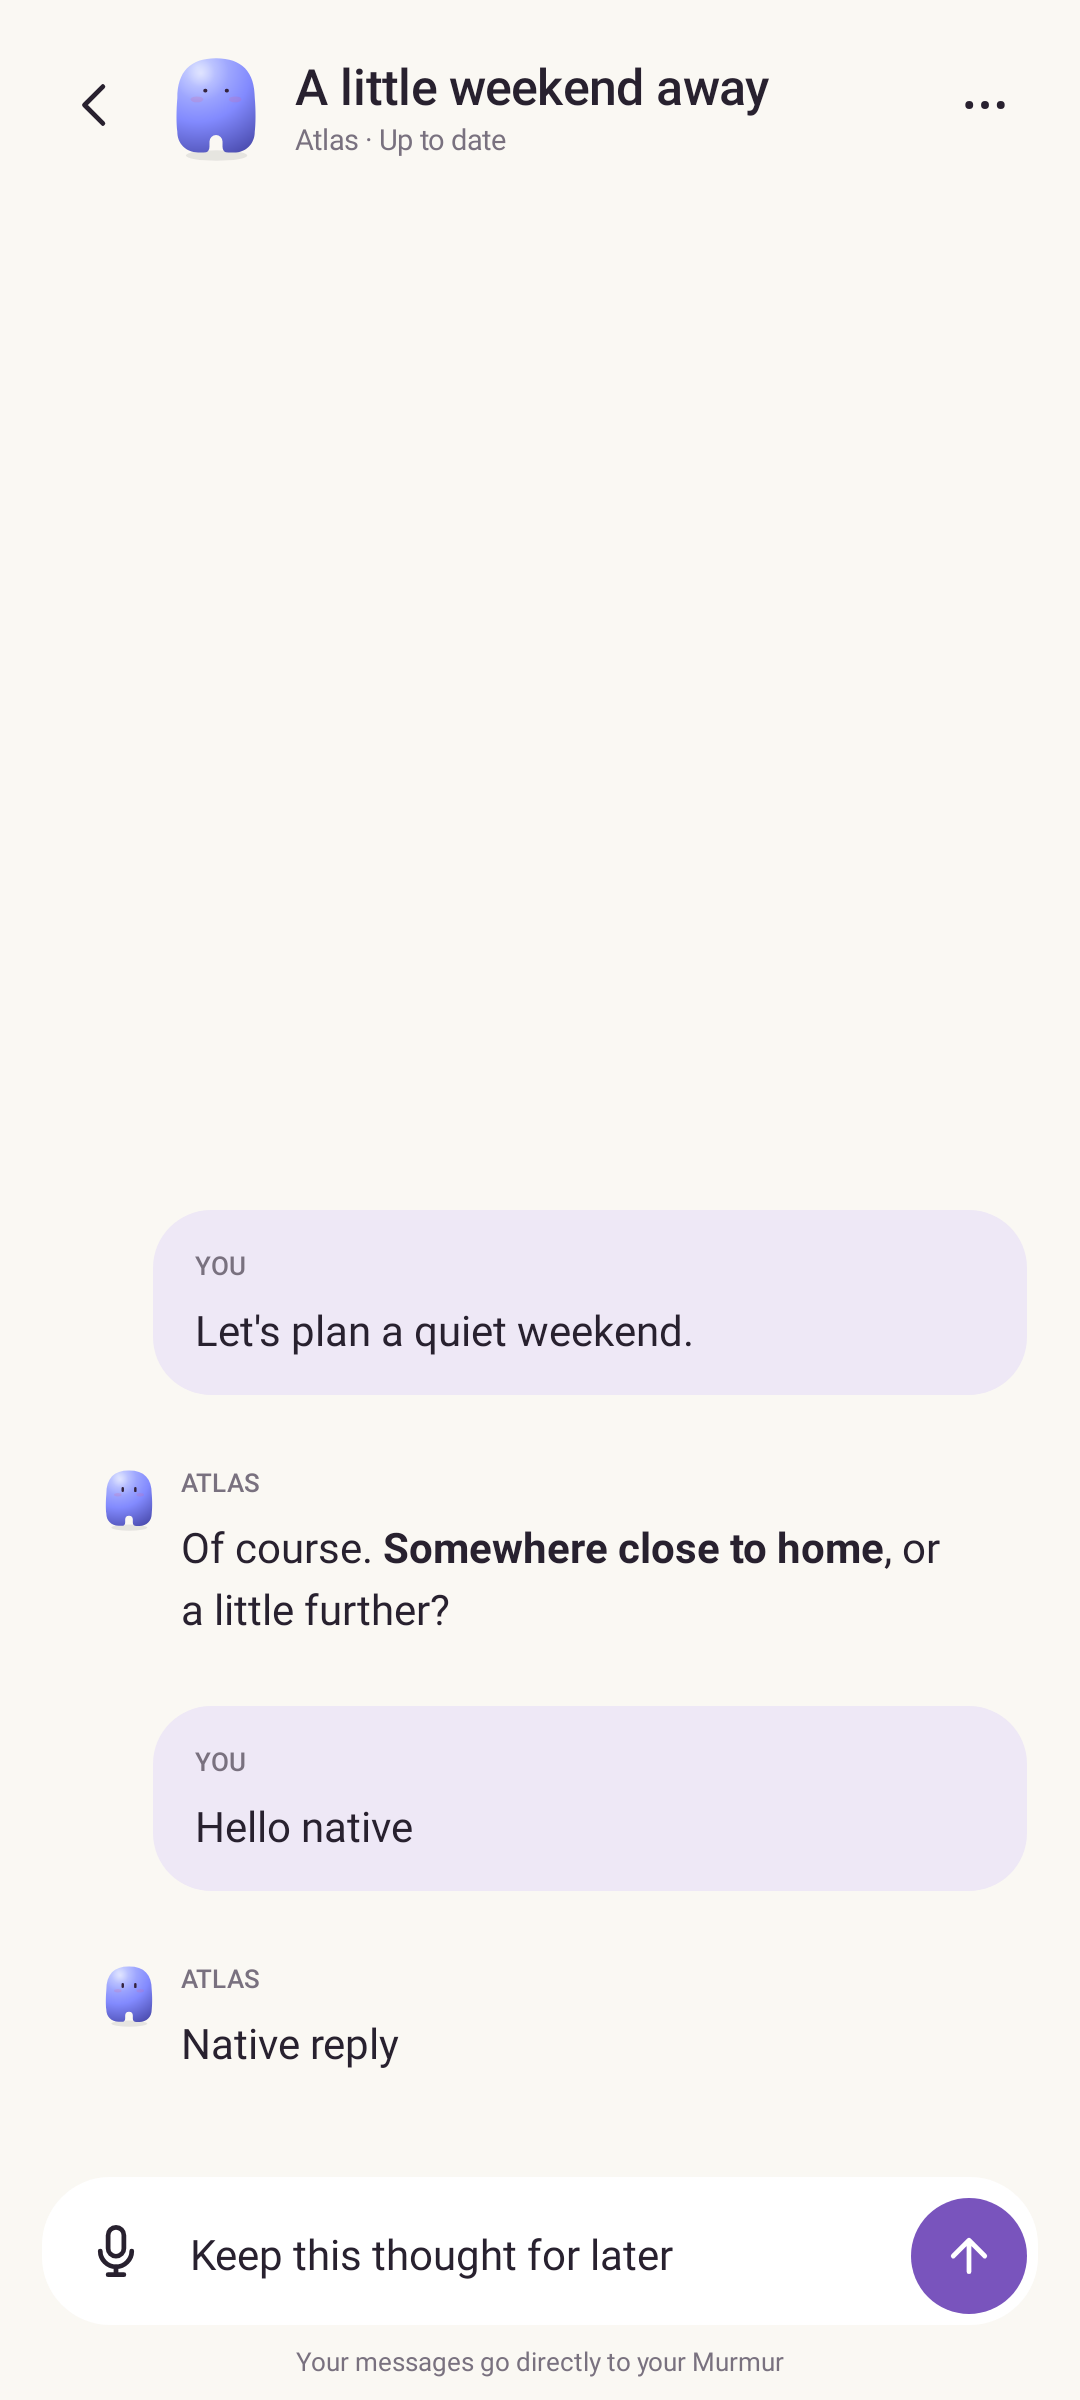 A little weekend away
Atlas · Up to date
YOU
Let's plan a quiet weekend.
ATLAS
Of course. Somewhere close to home, or
a little further?
YOU
Hello native
ATLAS
Native reply
Keep this thought for later
Your messages go directly to your Murmur